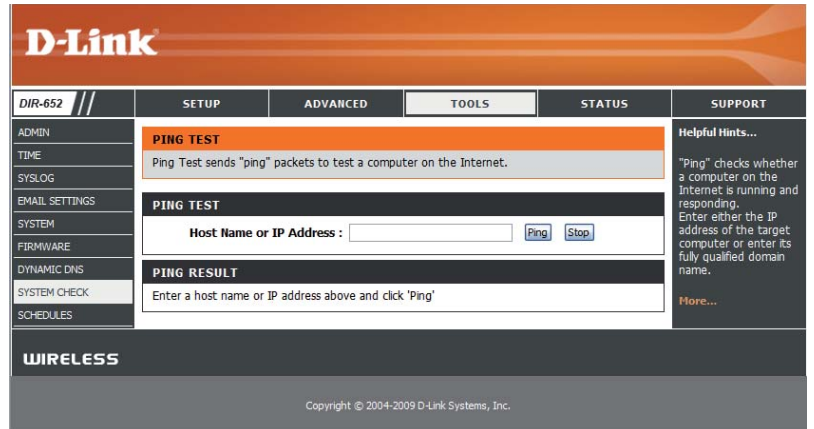 D-Link
DIR-652 //
SETUP
ADVANCED
TOOLS
STATUS
SUPPORT
ADMIN
TIME
SYSLOG
EMAIL SETTINGS
SYSTEM
FIRMWARE
DYNAMIC DNS
SYSTEM CHECK
SCHEDULES
PING TEST
Ping Test sends "ping" packets to test a computer on the Internet.
PING TEST
Host Name or IP Address :
Ping
Stop
PING RESULT
Enter a host name or IP address above and click 'Ping'
Helpful Hints...
"Ping" checks whether
a computer on the
Internet is running and
responding.
Enter either the IP
address of the target
computer or enter its
fully qualified domain
name.
More...
WIRELESS
Copyright © 2004-2009 D-Link Systems, Inc.